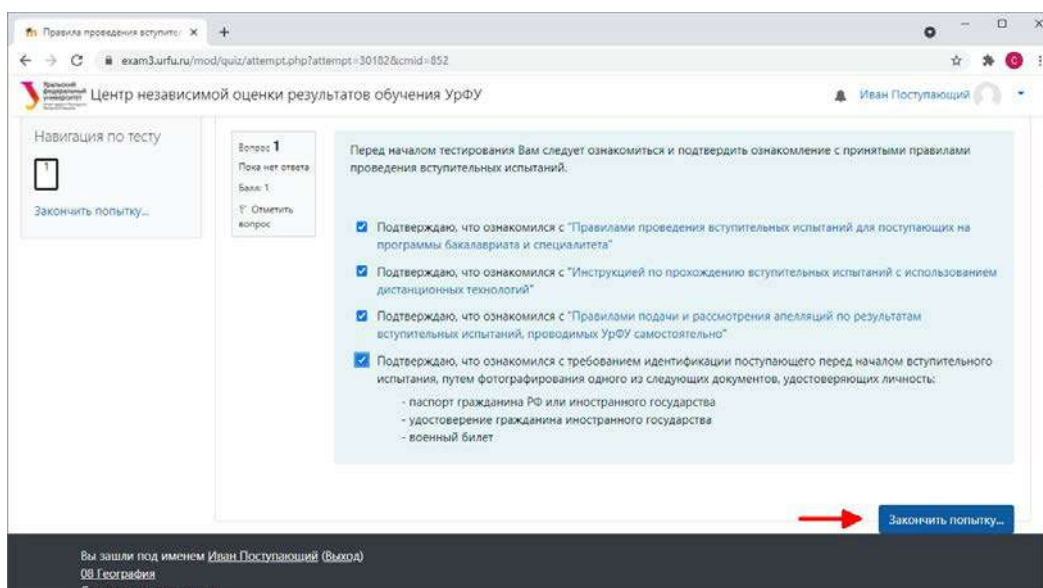 Правила проведения вступите
exam3.urfu.ru/mod/quiz/attempt.php?attempt=30182&cmid=852
С
Уральский
федеральный
университет
Центр независимой оценки результатов обучения УрФУ
Иван Поступающий
Навигация по тесту
1
Закончить попытку...
Вопрос 1
Пока нет ответа
Балл: 1
Отметить
вопрос
Перед началом тестирования Вам следует ознакомиться и подтвердить ознакомление с принятыми правилами
проведения вступительных испытаний.
Подтверждаю, что ознакомился с "Правилами проведения вступительных испытаний для поступающих на
программы бакалавриата и специалитета"
Подтверждаю, что ознакомился с "Инструкцией по прохождению вступительных испытаний с использованием
дистанционных технологий"
Подтверждаю, что ознакомился с "Правилами подачи и рассмотрения апелляций по результатам
вступительных испытаний, проводимых УрФУ самостоятельно"
Подтверждаю, что ознакомился с требованием идентификации поступающего перед началом вступительного
испытания, путем фотографирования одного из следующих документов, удостоверяющих личность:
- паспорт гражданина РФ или иностранного государства
- удостоверение гражданина иностранного государства
- военный билет
Закончить попытку...
Вы зашли под именем Иван Поступающий (Выход)
08 География